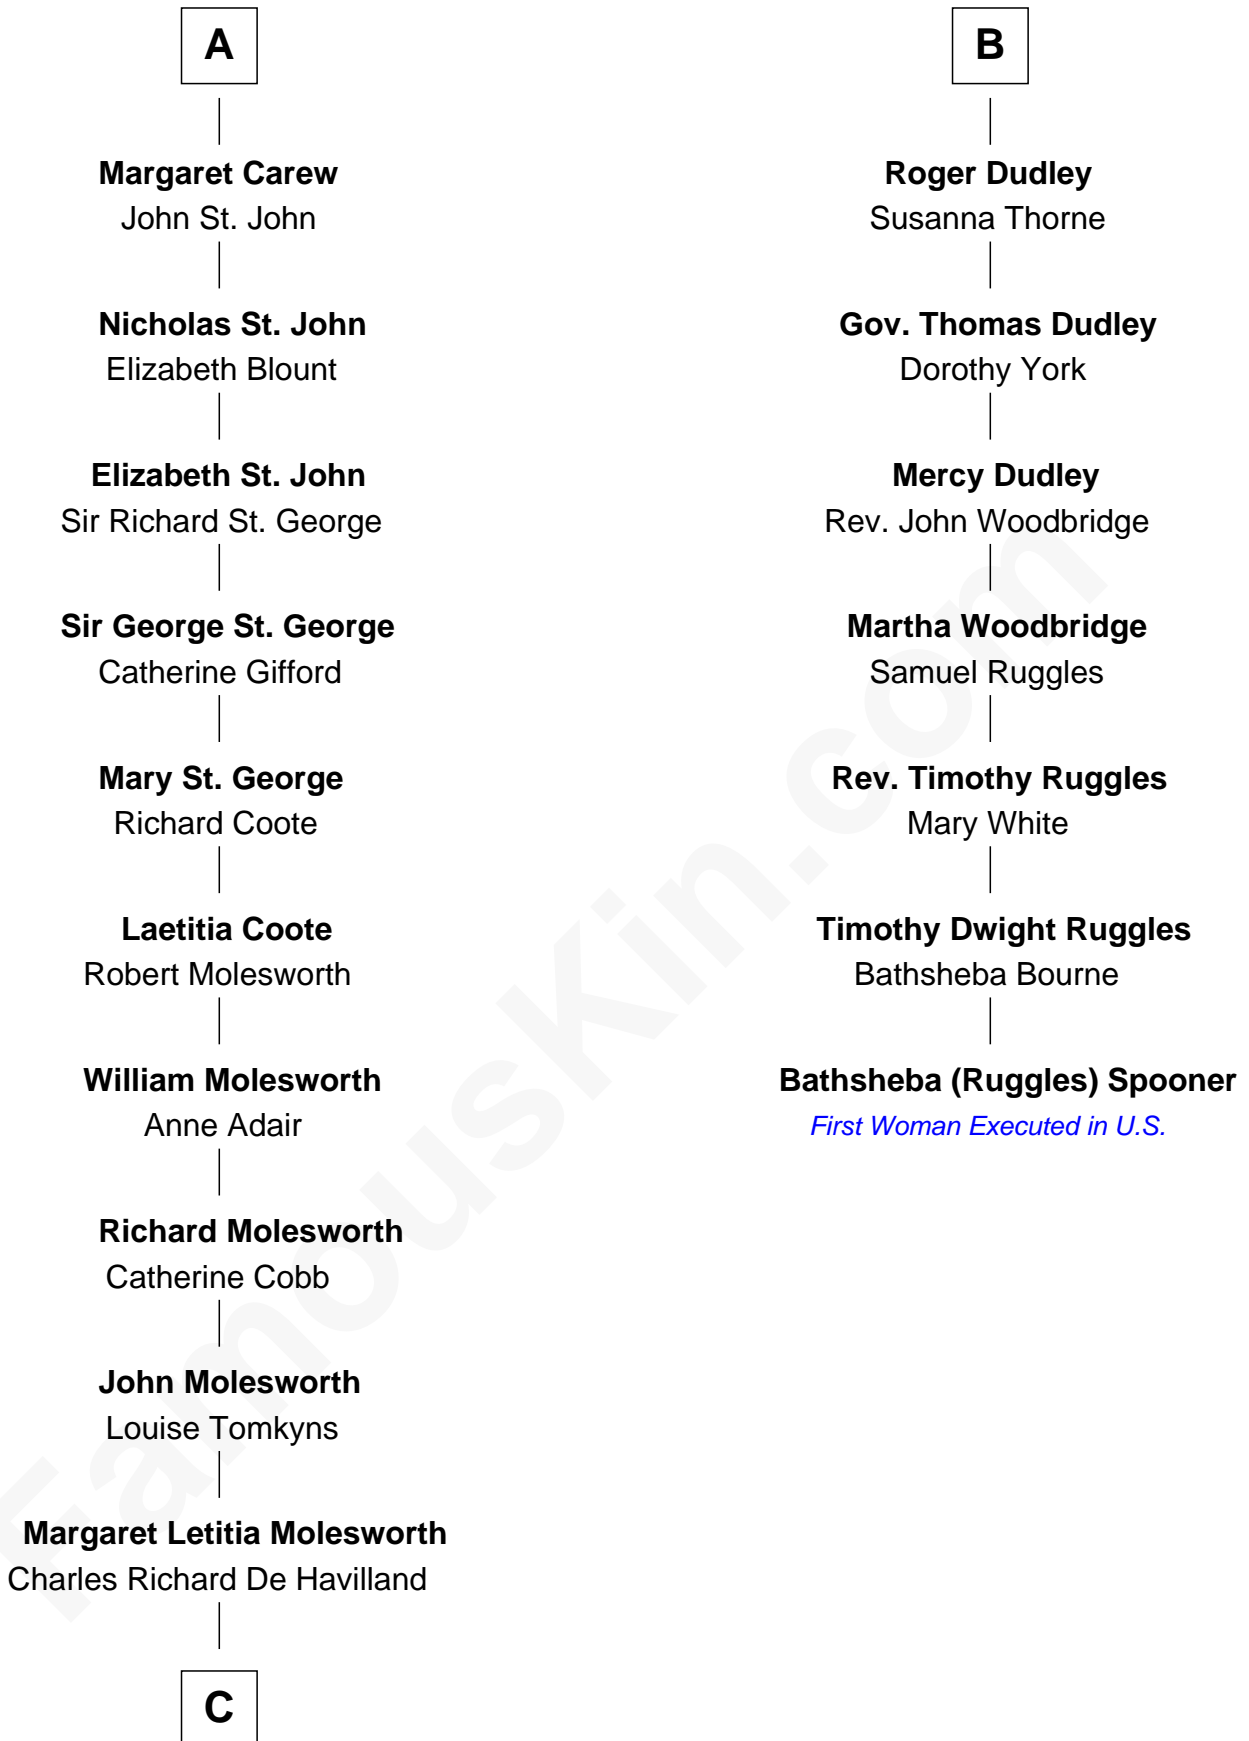 A
Margaret Carew
John St. John
Nicholas St. John
Elizabeth Blount
Elizabeth St. John
Sir Richard St. George
Sir George St. George
Catherine Gifford
Mary St. George
Richard Coote
Laetitia Coote
Robert Molesworth
William Molesworth
Anne Adair
Richard Molesworth
Catherine Cobb
John Molesworth
Louise Tomkyns
Margaret Letitia Molesworth
Charles Richard De Havilland
C
B
Roger Dudley
Susanna Thorne
Gov. Thomas Dudley
Dorothy York
Mercy Dudley
Rev. John Woodbridge
Martha Woodbridge
Samuel Ruggles
Rev. Timothy Ruggles
Mary White
Timothy Dwight Ruggles
Bathsheba Bourne
Bathsheba (Ruggles) Spooner
First Woman Executed in U.S.
FamousKin.com